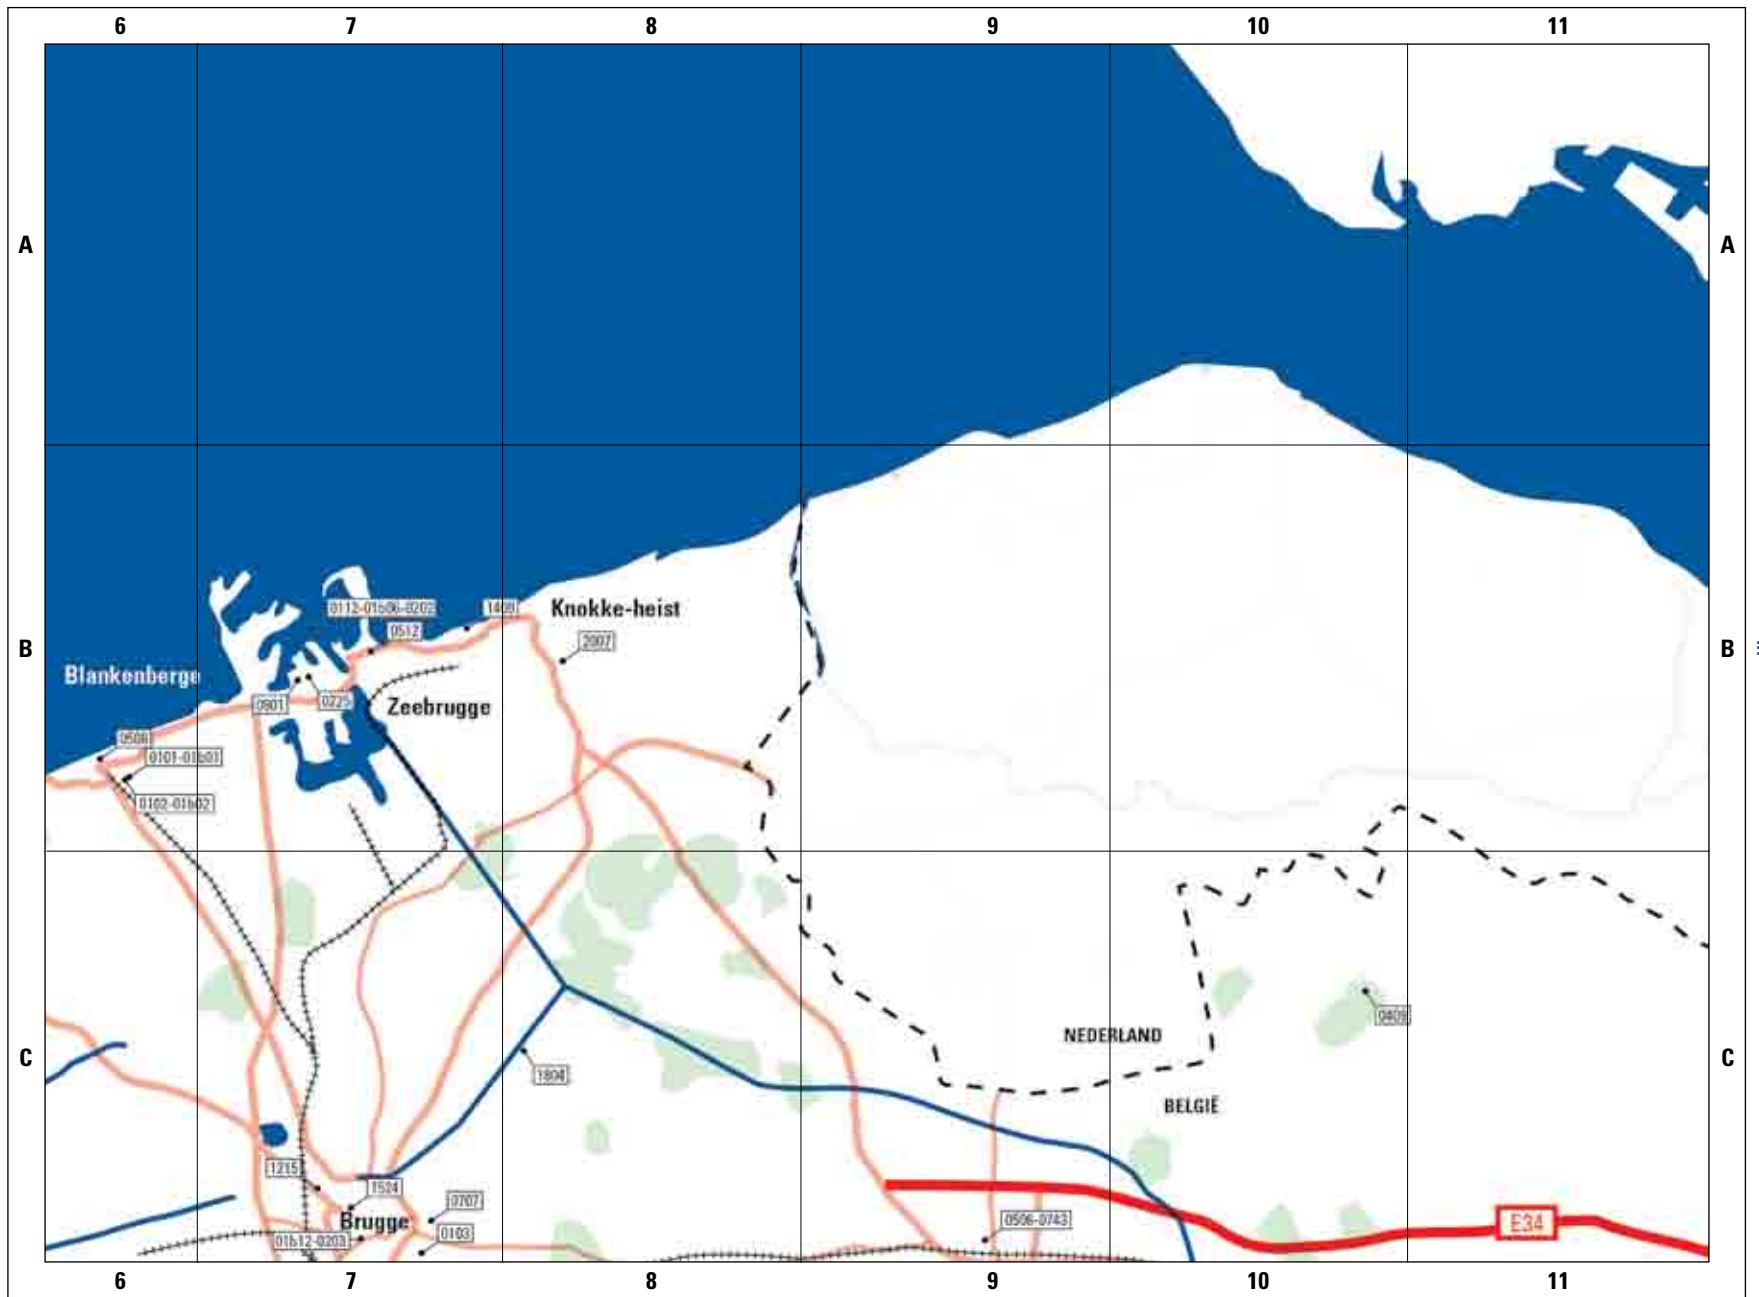 6 7 8 9 10 11
A A
0112-01b06-0202 1409 Knokke-heist
0512
2007
B B
Blankenberge
0901 0225 Zeebrugge
0508
0101-01b01
0102-01b02
0409
NEDERLAND
C C
1804
BELGIË
1215
1524
0707
Brugge 0506-0743 E34
01b12-0203 0103
6 7 8 9 10 11